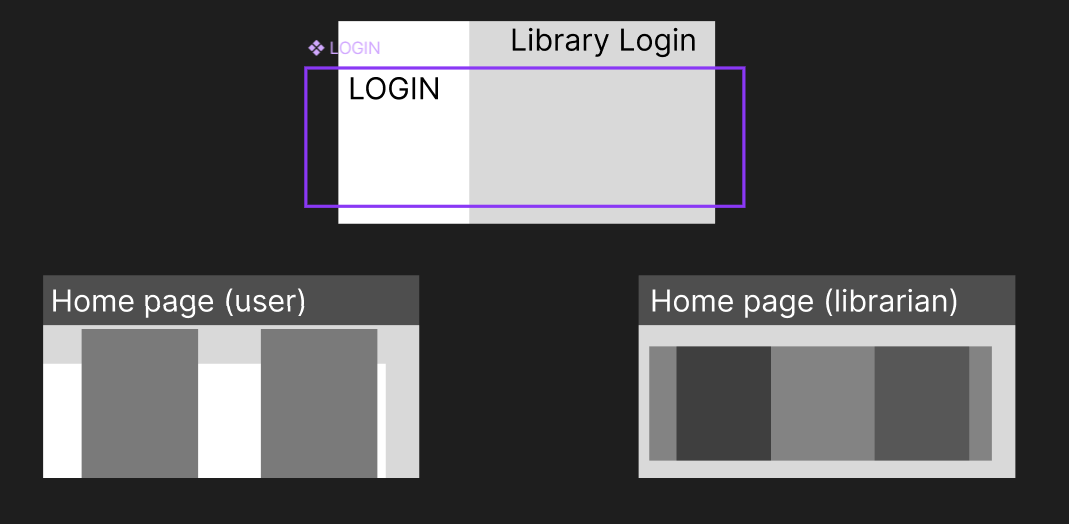 Library Login
LOGIN
LOGIN
Home page (user)
Home page (librarian)